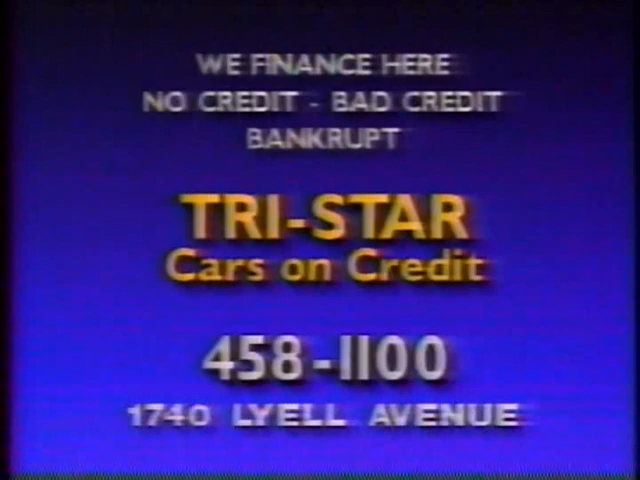 WE FINANCE HERE
NO CREDIT - BAD CREDIT
BANKRUPT
TRI-STAR
Cars on Credit
458-1100
1740 LYELL AVENUE